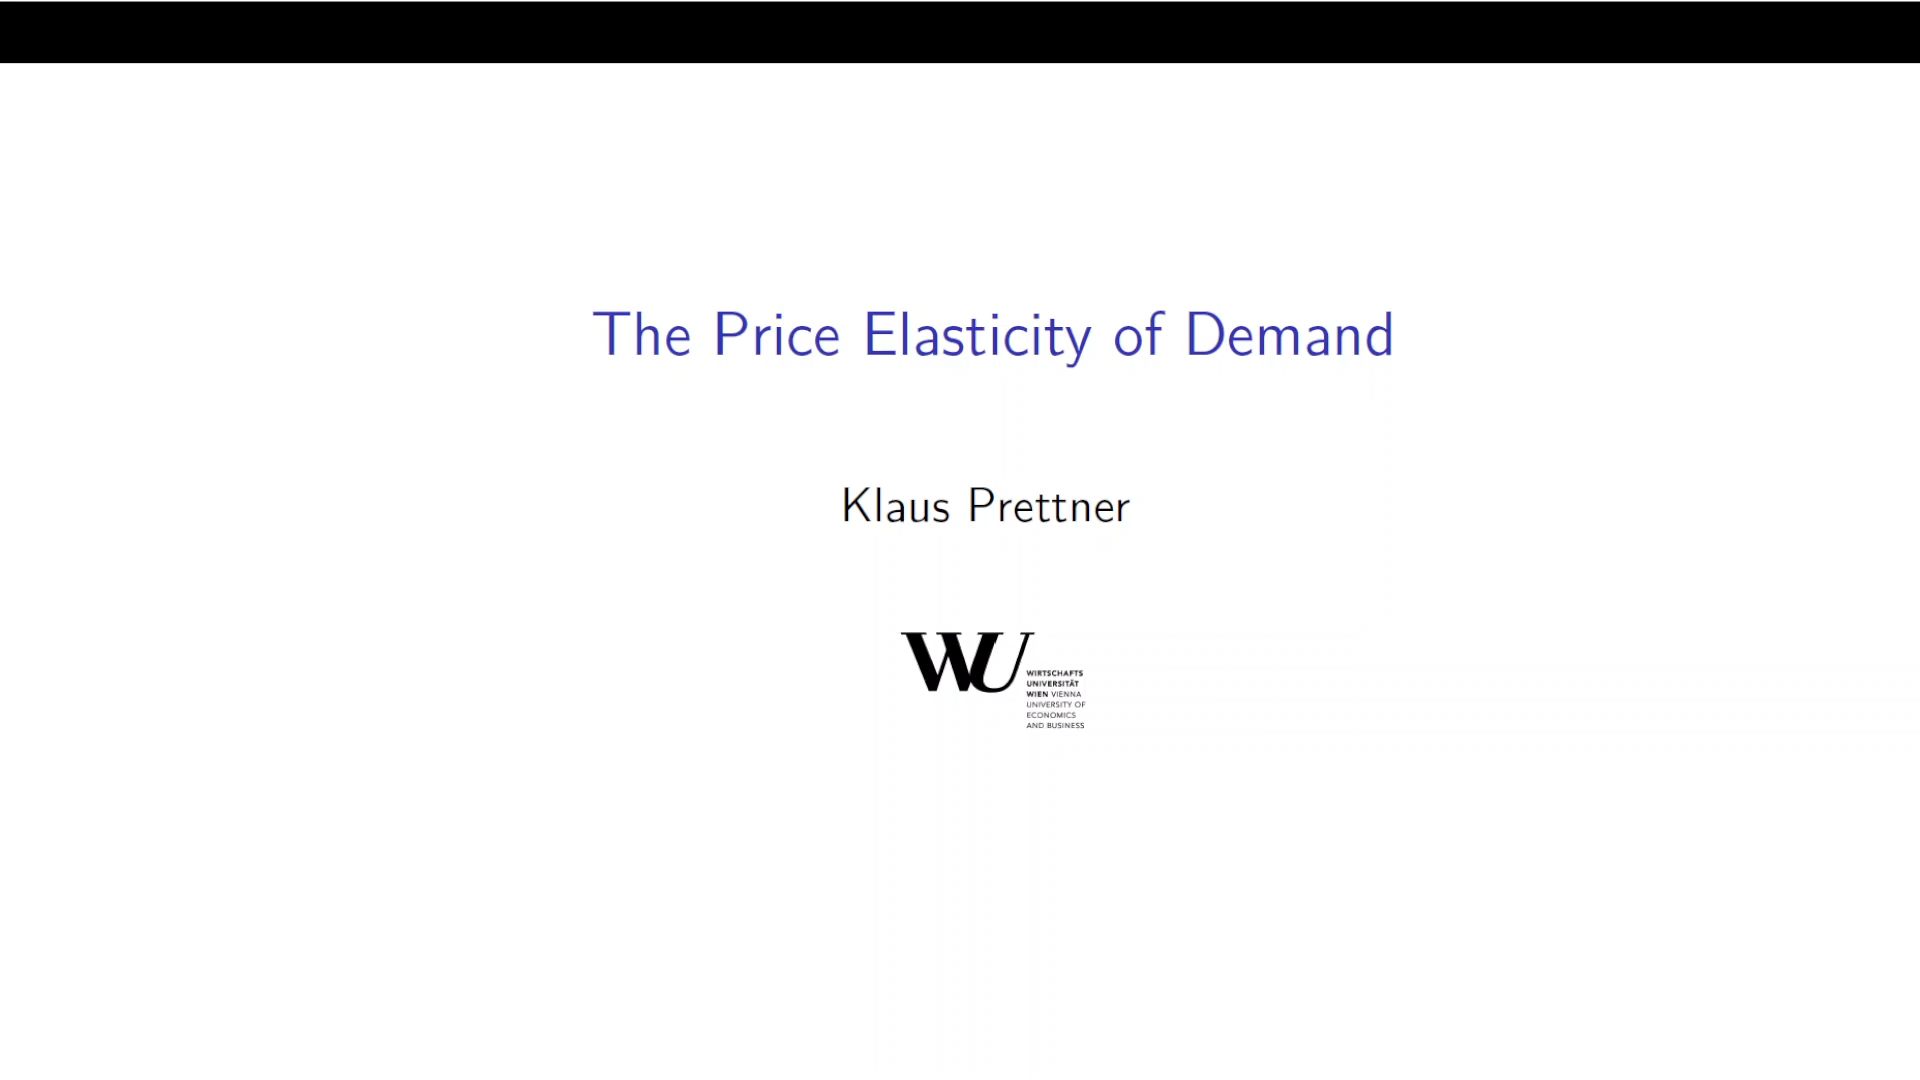 The Price Elasticity of Demand
Klaus Prettner
WU
WIRTSCHAFTS
UNIVERSITÄT
WIEN VIENNA
UNIVERSITY OF
ECONOMICS
AND BUSINESS